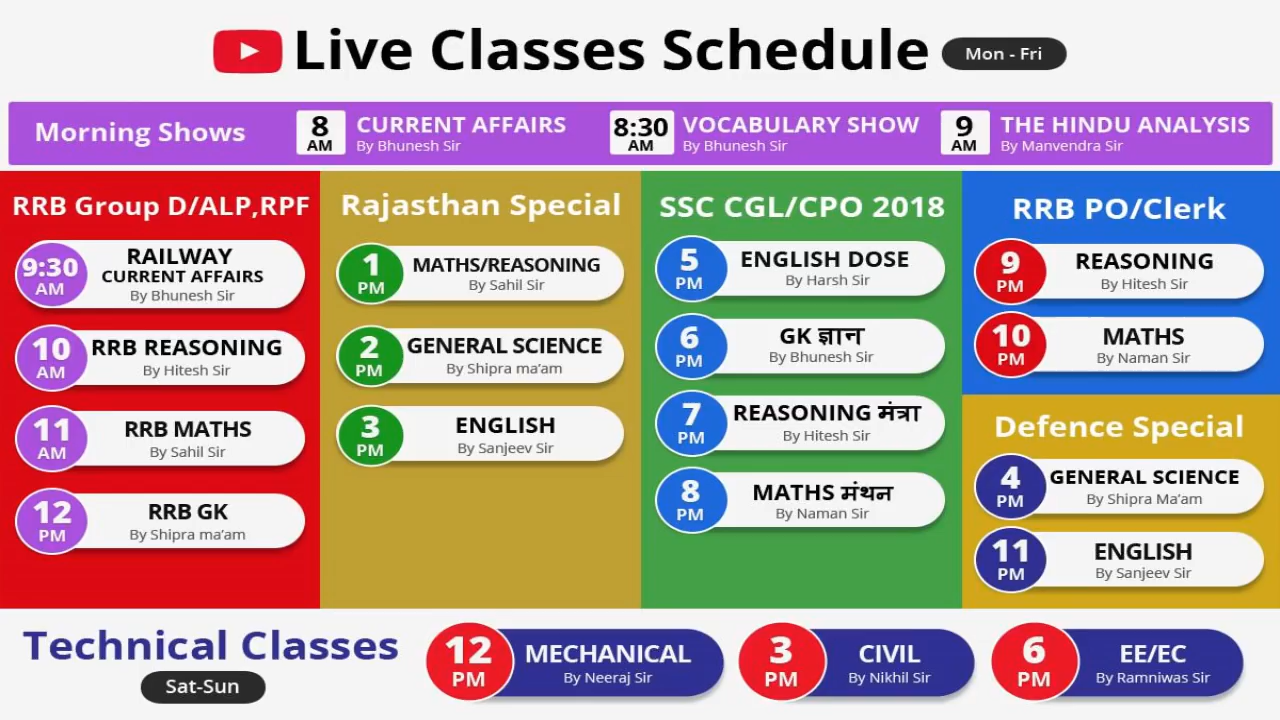 Live Classes Schedule
Mon - Fri
Morning Shows
8 AM
CURRENT AFFAIRS
By Bhunesh Sir
8:30 AM
VOCABULARY SHOW
By Bhunesh Sir
9 AM
THE HINDU ANALYSIS
By Manvendra Sir
RRB Group D/ALP,RPF
9:30 AM
RAILWAY
CURRENT AFFAIRS
By Bhunesh Sir
10 AM
RRB REASONING
By Hitesh Sir
11 AM
RRB MATHS
By Sahil Sir
12 PM
RRB GK
By Shipra ma'am
Rajasthan Special
1 PM
MATHS/REASONING
By Sahil Sir
2 PM
GENERAL SCIENCE
By Shipra ma'am
3 PM
ENGLISH
By Sanjeev Sir
SSC CGL/CPO 2018
5 PM
ENGLISH DOSE
By Harsh Sir
6 PM
GK ज्ञान
By Bhunesh Sir
7 PM
REASONING मंत्रा
By Hitesh Sir
8 PM
MATHS मंथन
By Naman Sir
RRB PO/Clerk
9 PM
REASONING
By Hitesh Sir
10 PM
MATHS
By Naman Sir
Defence Special
4 PM
GENERAL SCIENCE
By Shipra Ma'am
11 PM
ENGLISH
By Sanjeev Sir
Technical Classes
Sat-Sun
12 PM
MECHANICAL
By Neeraj Sir
3 PM
CIVIL
By Nikhil Sir
6 PM
EE/EC
By Ramniwas Sir